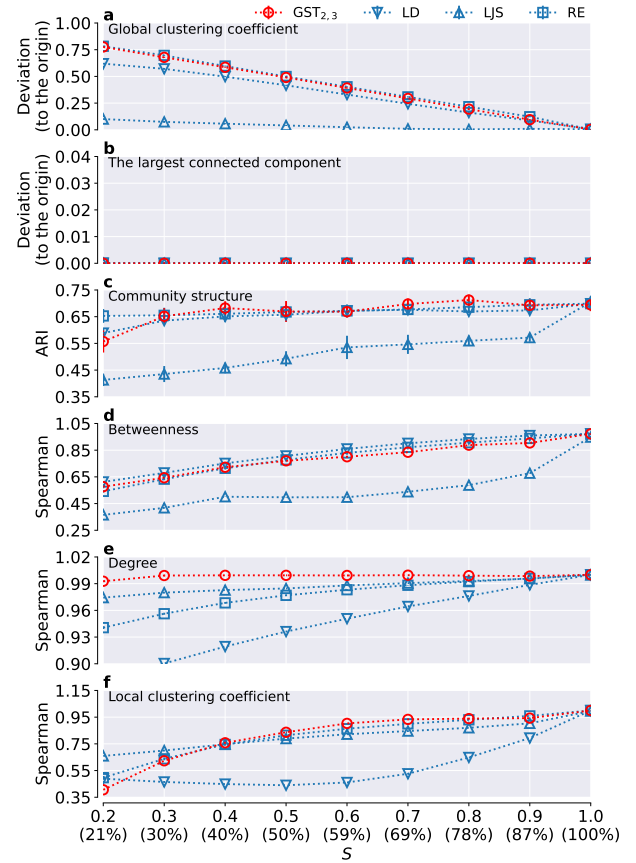 GST2,3 LD LJS RE
a
Global clustering coefficient
1.00
0.75
0.50
0.25
0.00
Deviation
(to the origin)
b
The largest connected component
0.04
0.03
0.02
0.01
0.00
Deviation
(to the origin)
c
Community structure
0.75
0.65
0.55
0.45
0.35
ARI
d
Betweenness
1.05
0.85
0.65
0.45
0.25
Spearman
e
Degree
1.02
0.99
0.96
0.93
0.90
Spearman
f
Local clustering coefficient
1.15
0.95
0.75
0.55
0.35
Spearman
0.2 0.3 0.4 0.5 0.6 0.7 0.8 0.9 1.0
(21%) (30%) (40%) (50%) (59%) (69%) (78%) (87%) (100%)
S